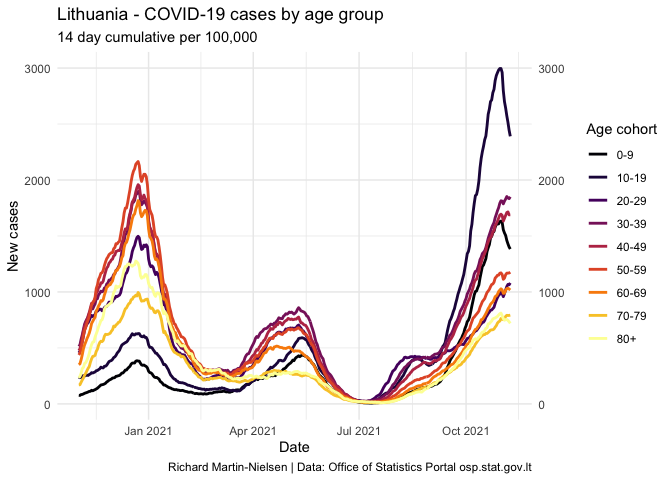 Lithuania - COVID-19 cases by age group
14 day cumulative per 100,000
3000
2000
1000
0
New cases
3000
2000
1000
0
Jan 2021
Apr 2021
Jul 2021
Oct 2021
Date
Age cohort
0-9
10-19
20-29
30-39
40-49
50-59
60-69
70-79
80+
Richard Martin-Nielsen | Data: Office of Statistics Portal osp.stat.gov.lt